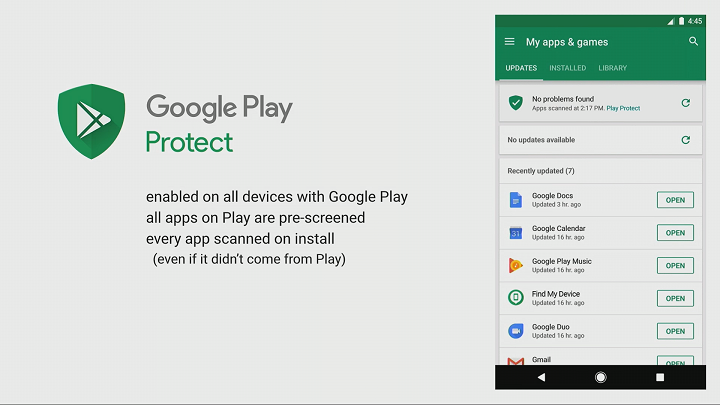 Google Play
Protect
enabled on all devices with Google Play
all apps on Play are pre-screened
every app scanned on install
(even if it didn't come from Play)
4:45
My apps & games
UPDATES INSTALLED LIBRARY
No problems found
Apps scanned at 2:17 PM. Play Protect
No updates available
Recently updated (7)
Google Docs
Updated 3 hr. ago
OPEN
31
Google Calendar
Updated 16 hr. ago
OPEN
Google Play Music
Updated 16 hr. ago
OPEN
Find My Device
Updated 16 hr. ago
OPEN
Google Duo
Updated 16 hr. ago
OPEN
Gmail
OPEN